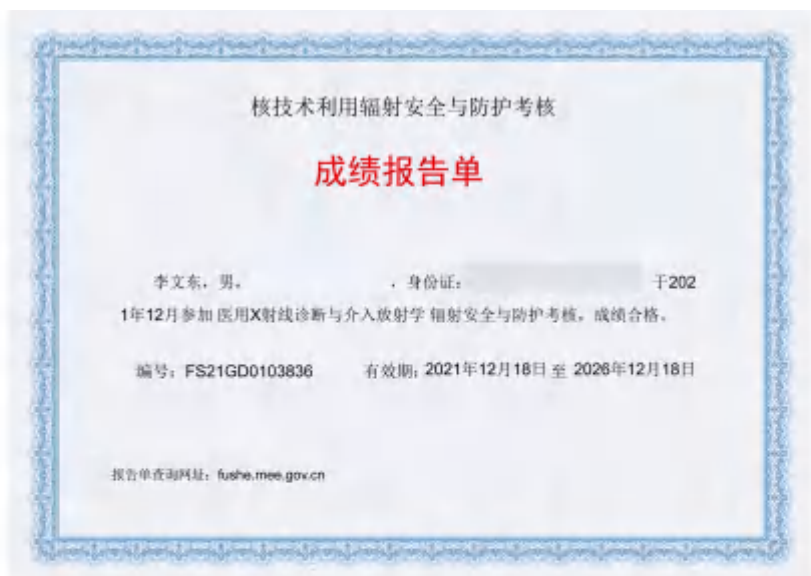 核技术利用辐射安全与防护考核
成绩报告单
李文东，男， ，身份证： 于202
1年12月参加 医用X射线诊断与介入放射学 辐射安全与防护考核，成绩合格。
编号：FS21GD0103836 有效期：2021年12月18日 至 2026年12月18日
报告单查询网址：fushe.mee.gov.cn